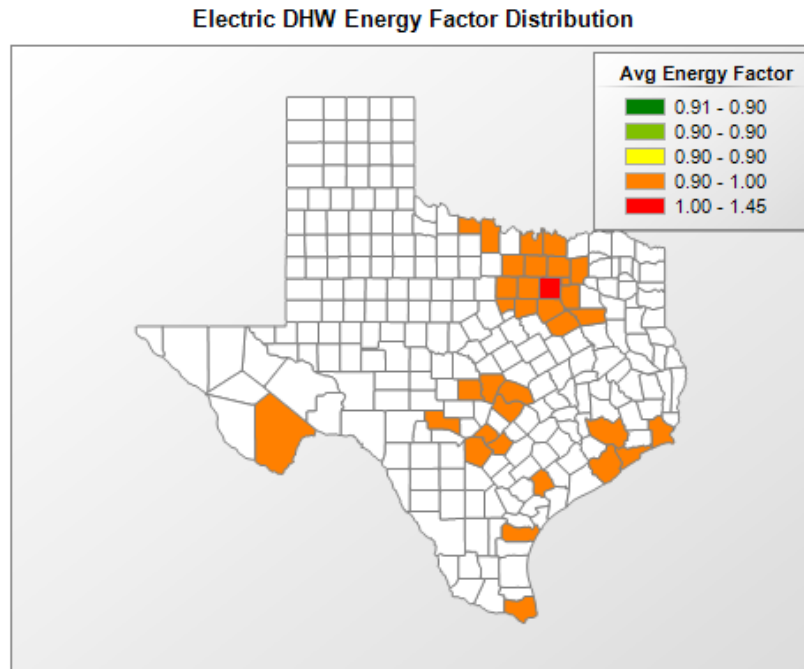 Electric DHW Energy Factor Distribution
Avg Energy Factor
0.91 - 0.90
0.90 - 0.90
0.90 - 0.90
0.90 - 1.00
1.00 - 1.45